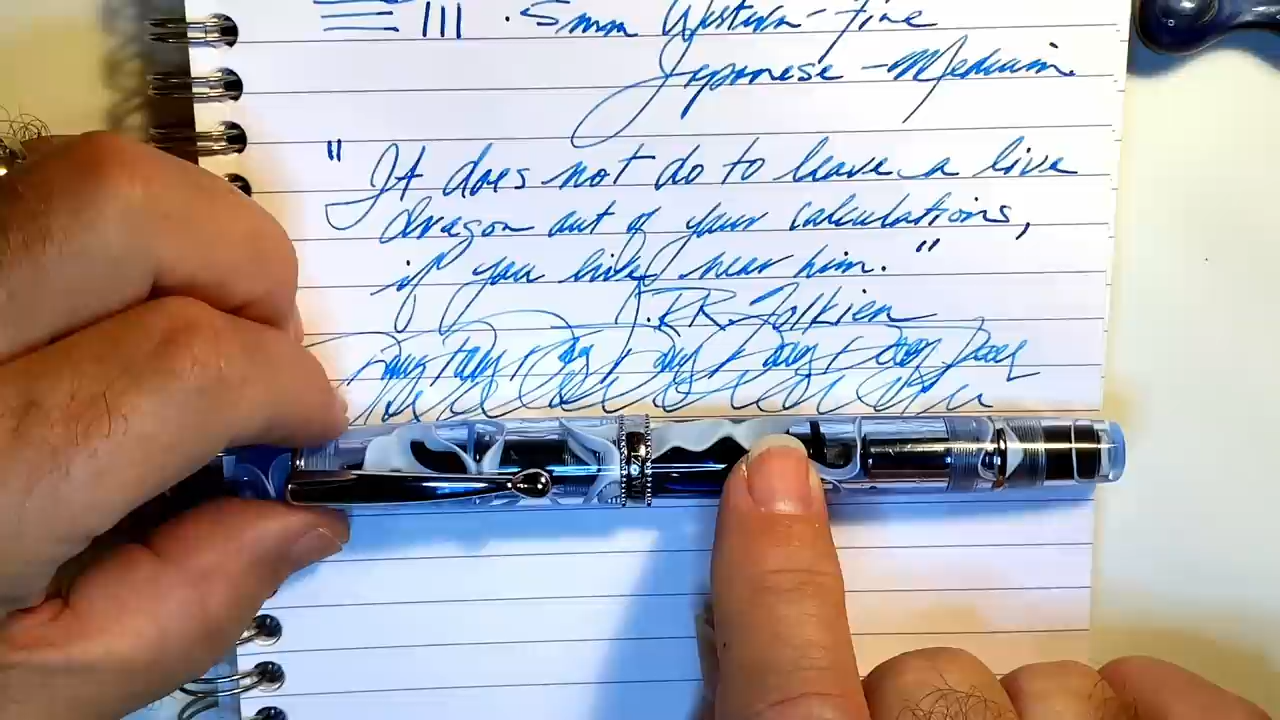 .5mm Western - Fine
Japanese - Medium.
" It does not do to leave a live
dragon out of your calculations,
if you live near him. "
J.R.R. Tolkien